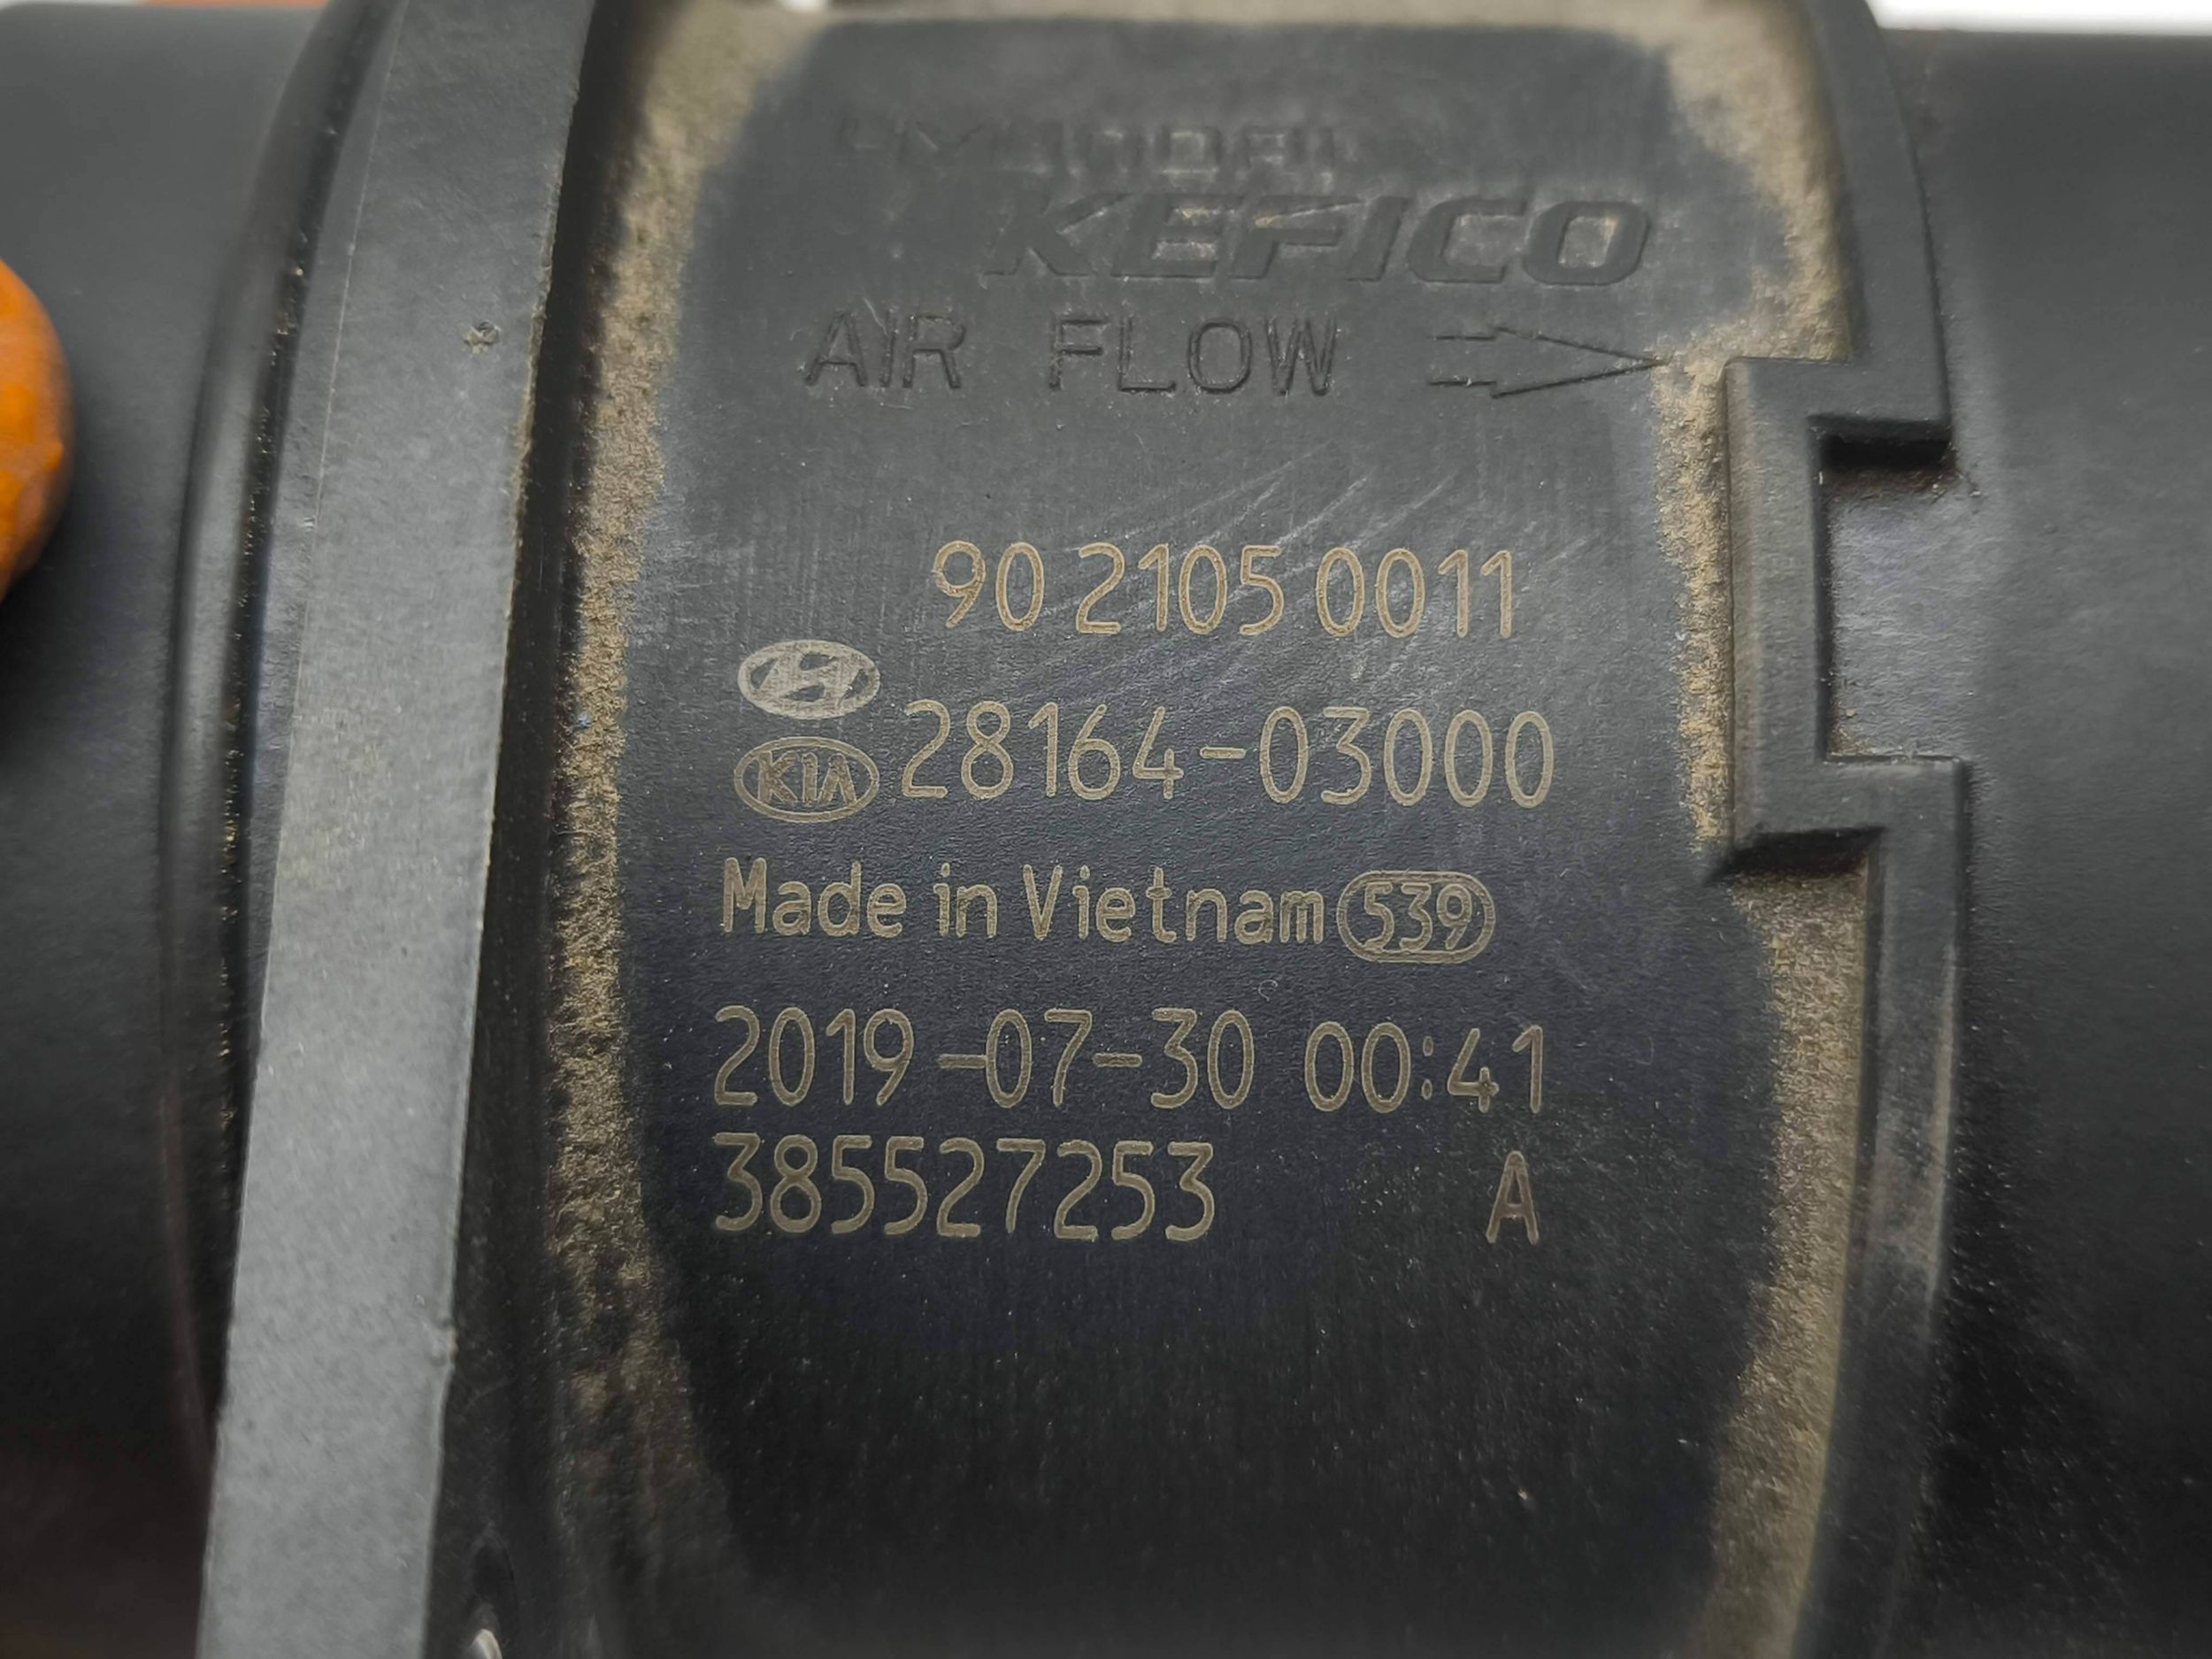 HYUNDAI
KEFICO
AIR FLOW
90 2105 0011
28164-03000
KIA
Made in Vietnam 539
2019-07-30 00:41
385527253 A